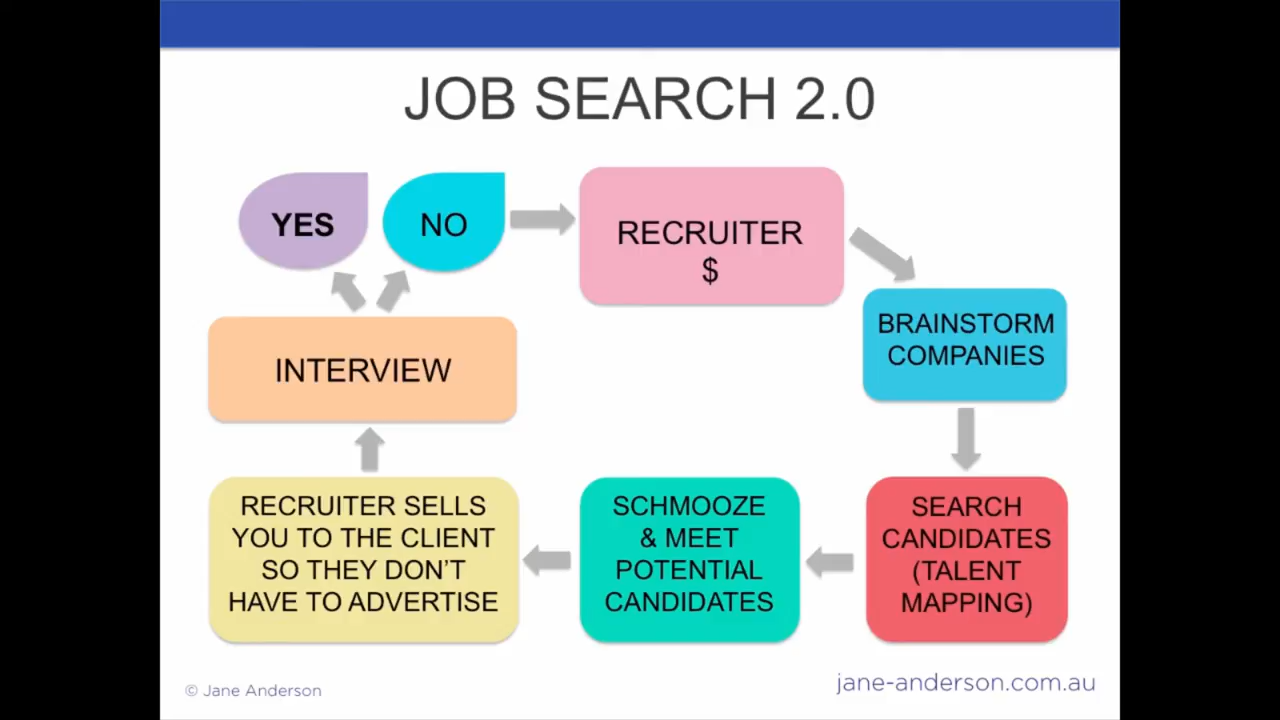 JOB SEARCH 2.0
YES
NO
RECRUITER
$
BRAINSTORM
COMPANIES
SEARCH
CANDIDATES
(TALENT
MAPPING)
SCHMOOZE
& MEET
POTENTIAL
CANDIDATES
RECRUITER SELLS
YOU TO THE CLIENT
SO THEY DON'T
HAVE TO ADVERTISE
INTERVIEW
© Jane Anderson
jane-anderson.com.au